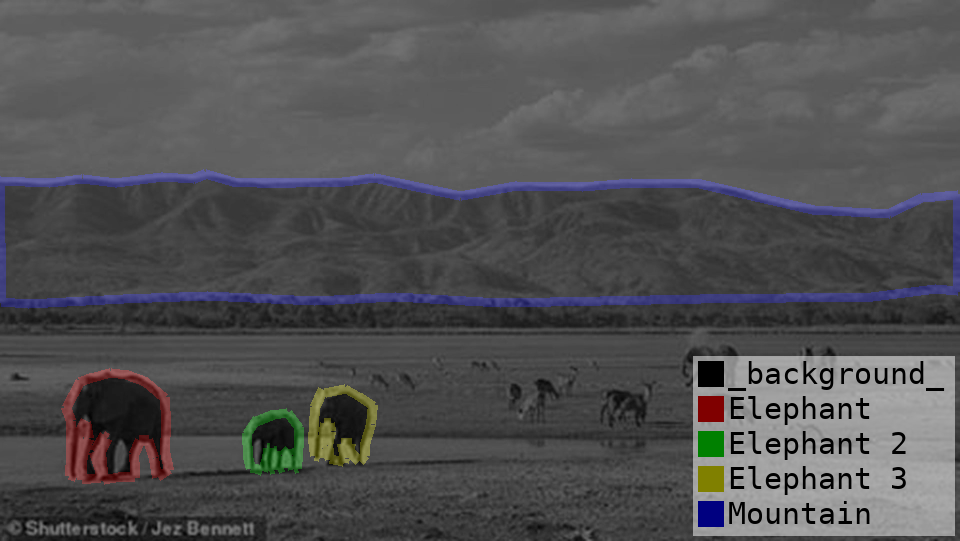 _background_
Elephant
Elephant 2
Elephant 3
Mountain
© Shutterstock / Jez Bennett